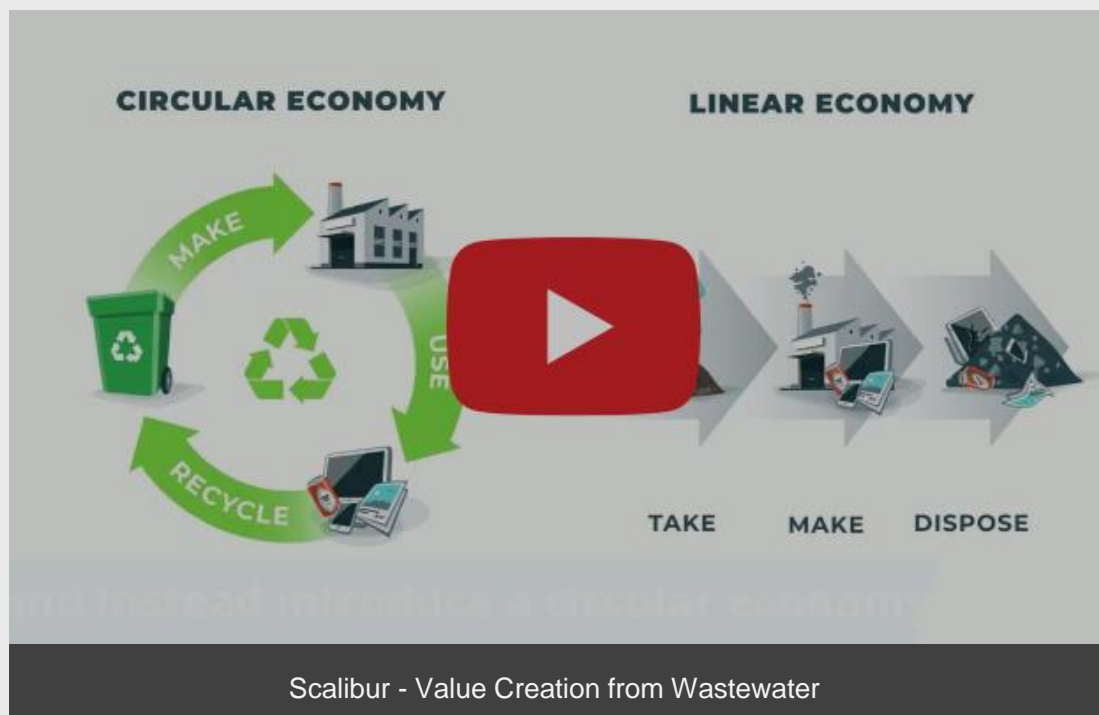 CIRCULAR ECONOMY
LINEAR ECONOMY
MAKE
USE
RECYCLE
TAKE
MAKE
DISPOSE
and instead introduce a circular economy
Scalibur - Value Creation from Wastewater